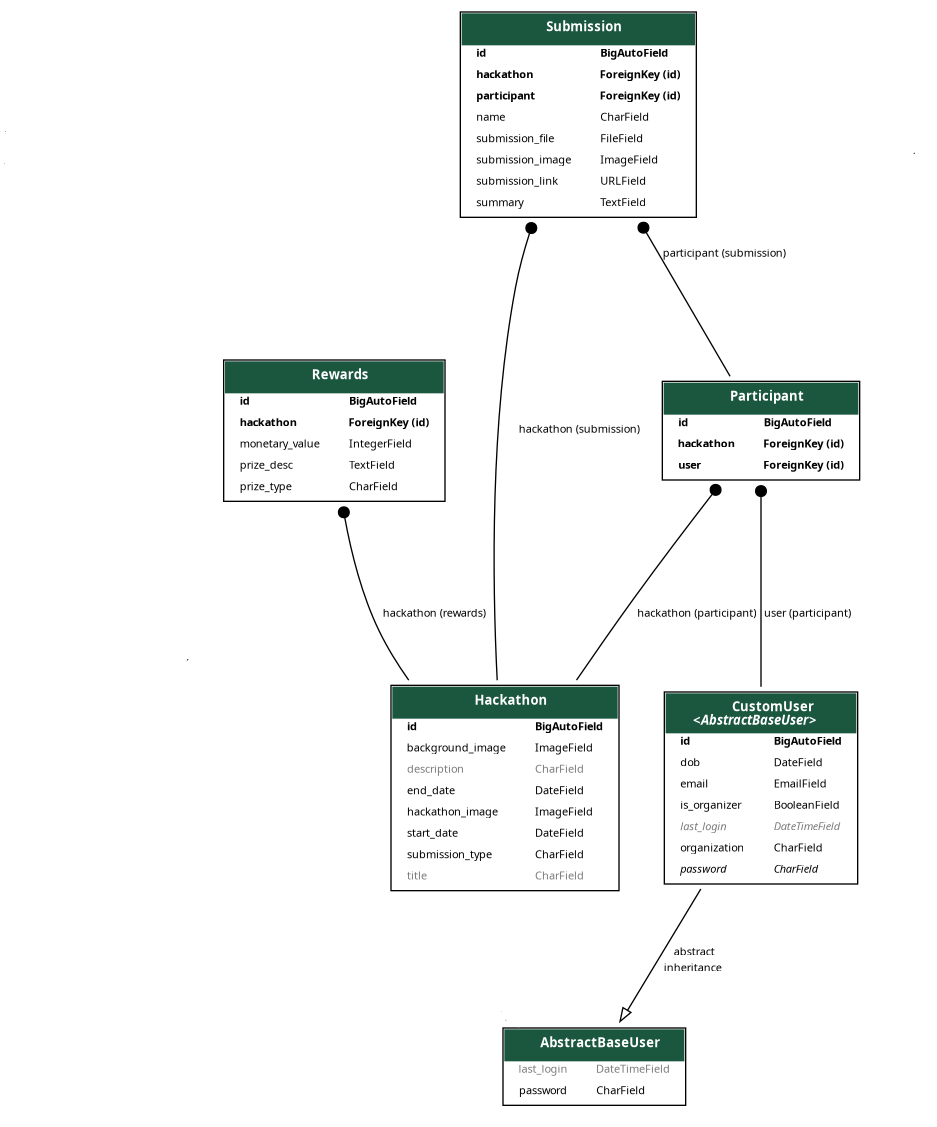 Submission
id BigAutoField
hackathon ForeignKey (id)
participant ForeignKey (id)
name CharField
submission_file FileField
submission_image ImageField
submission_link URLField
summary TextField
participant (submission)
Rewards
id BigAutoField
hackathon ForeignKey (id)
monetary_value IntegerField
prize_desc TextField
prize_type CharField
Participant
id BigAutoField
hackathon ForeignKey (id)
user ForeignKey (id)
hackathon (submission)
hackathon (rewards)
hackathon (participant)
user (participant)
Hackathon
id BigAutoField
background_image ImageField
description CharField
end_date DateField
hackathon_image ImageField
start_date DateField
submission_type CharField
title CharField
CustomUser
<AbstractBaseUser>
id BigAutoField
dob DateField
email EmailField
is_organizer BooleanField
last_login DateTimeField
organization CharField
password CharField
abstract
inheritance
AbstractBaseUser
last_login DateTimeField
password CharField